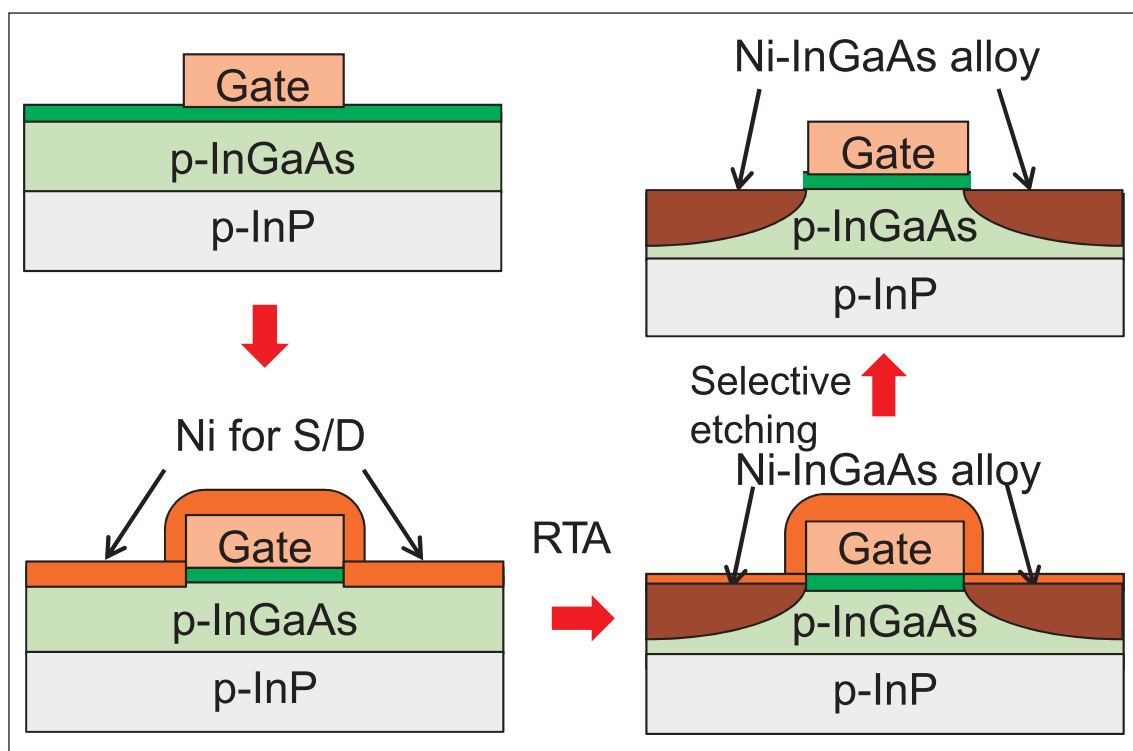 Gate
p-InGaAs
p-InP
Ni for S/D
Gate
p-InGaAs
p-InP
RTA
Ni-InGaAs alloy
Gate
p-InGaAs
p-InP
Selective
etching
Ni-InGaAs alloy
Gate
p-InGaAs
p-InP